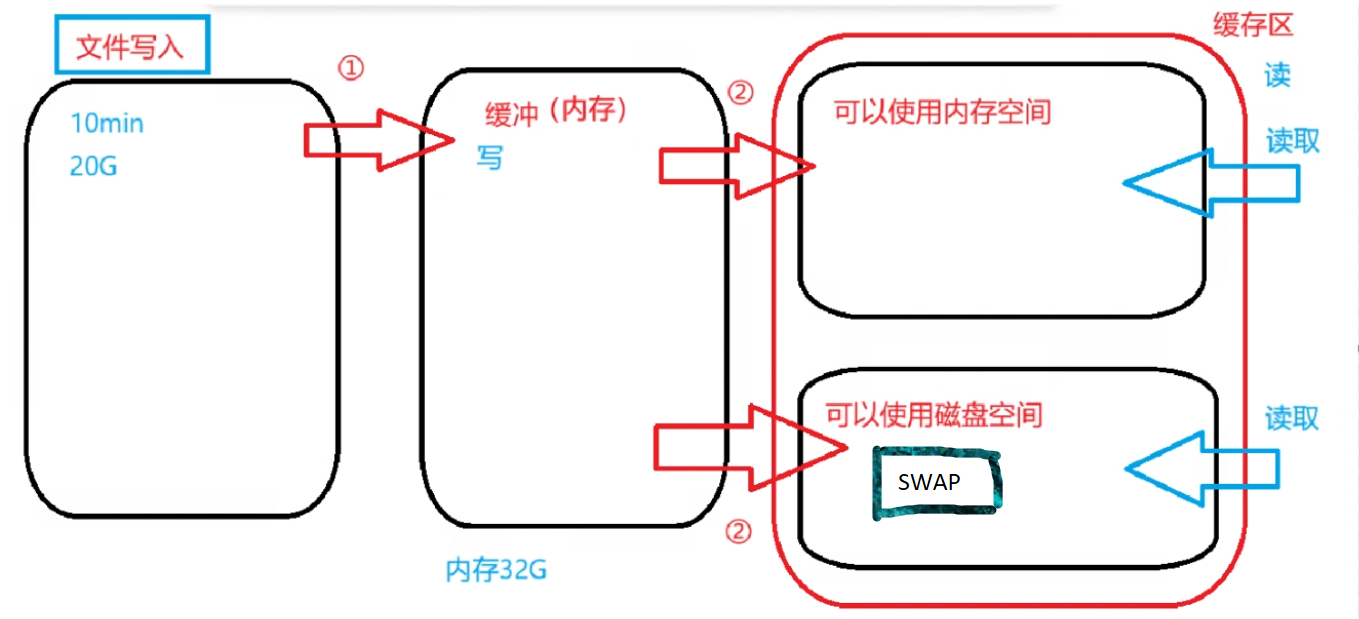 文件写入
10min
20G
①
缓冲（内存）
写
内存32G
②
②
缓存区
读
可以使用内存空间
读取
可以使用磁盘空间
SWAP
读取